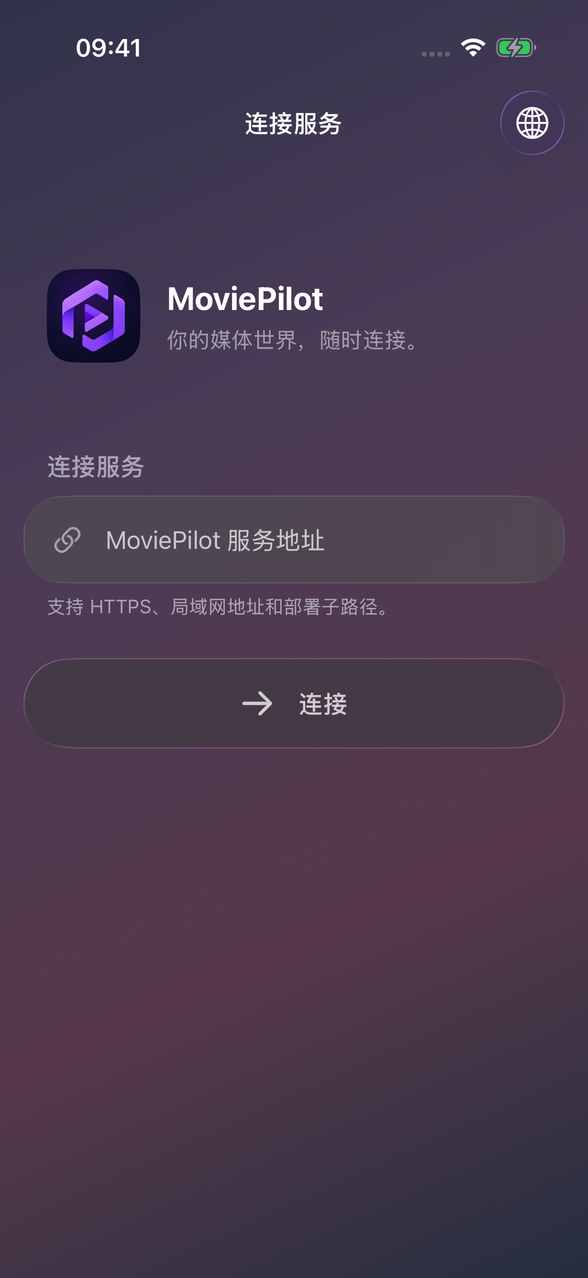 09:41
连接服务
MoviePilot
你的媒体世界，随时连接。
连接服务
MoviePilot 服务地址
支持 HTTPS、局域网地址和部署子路径。
连接